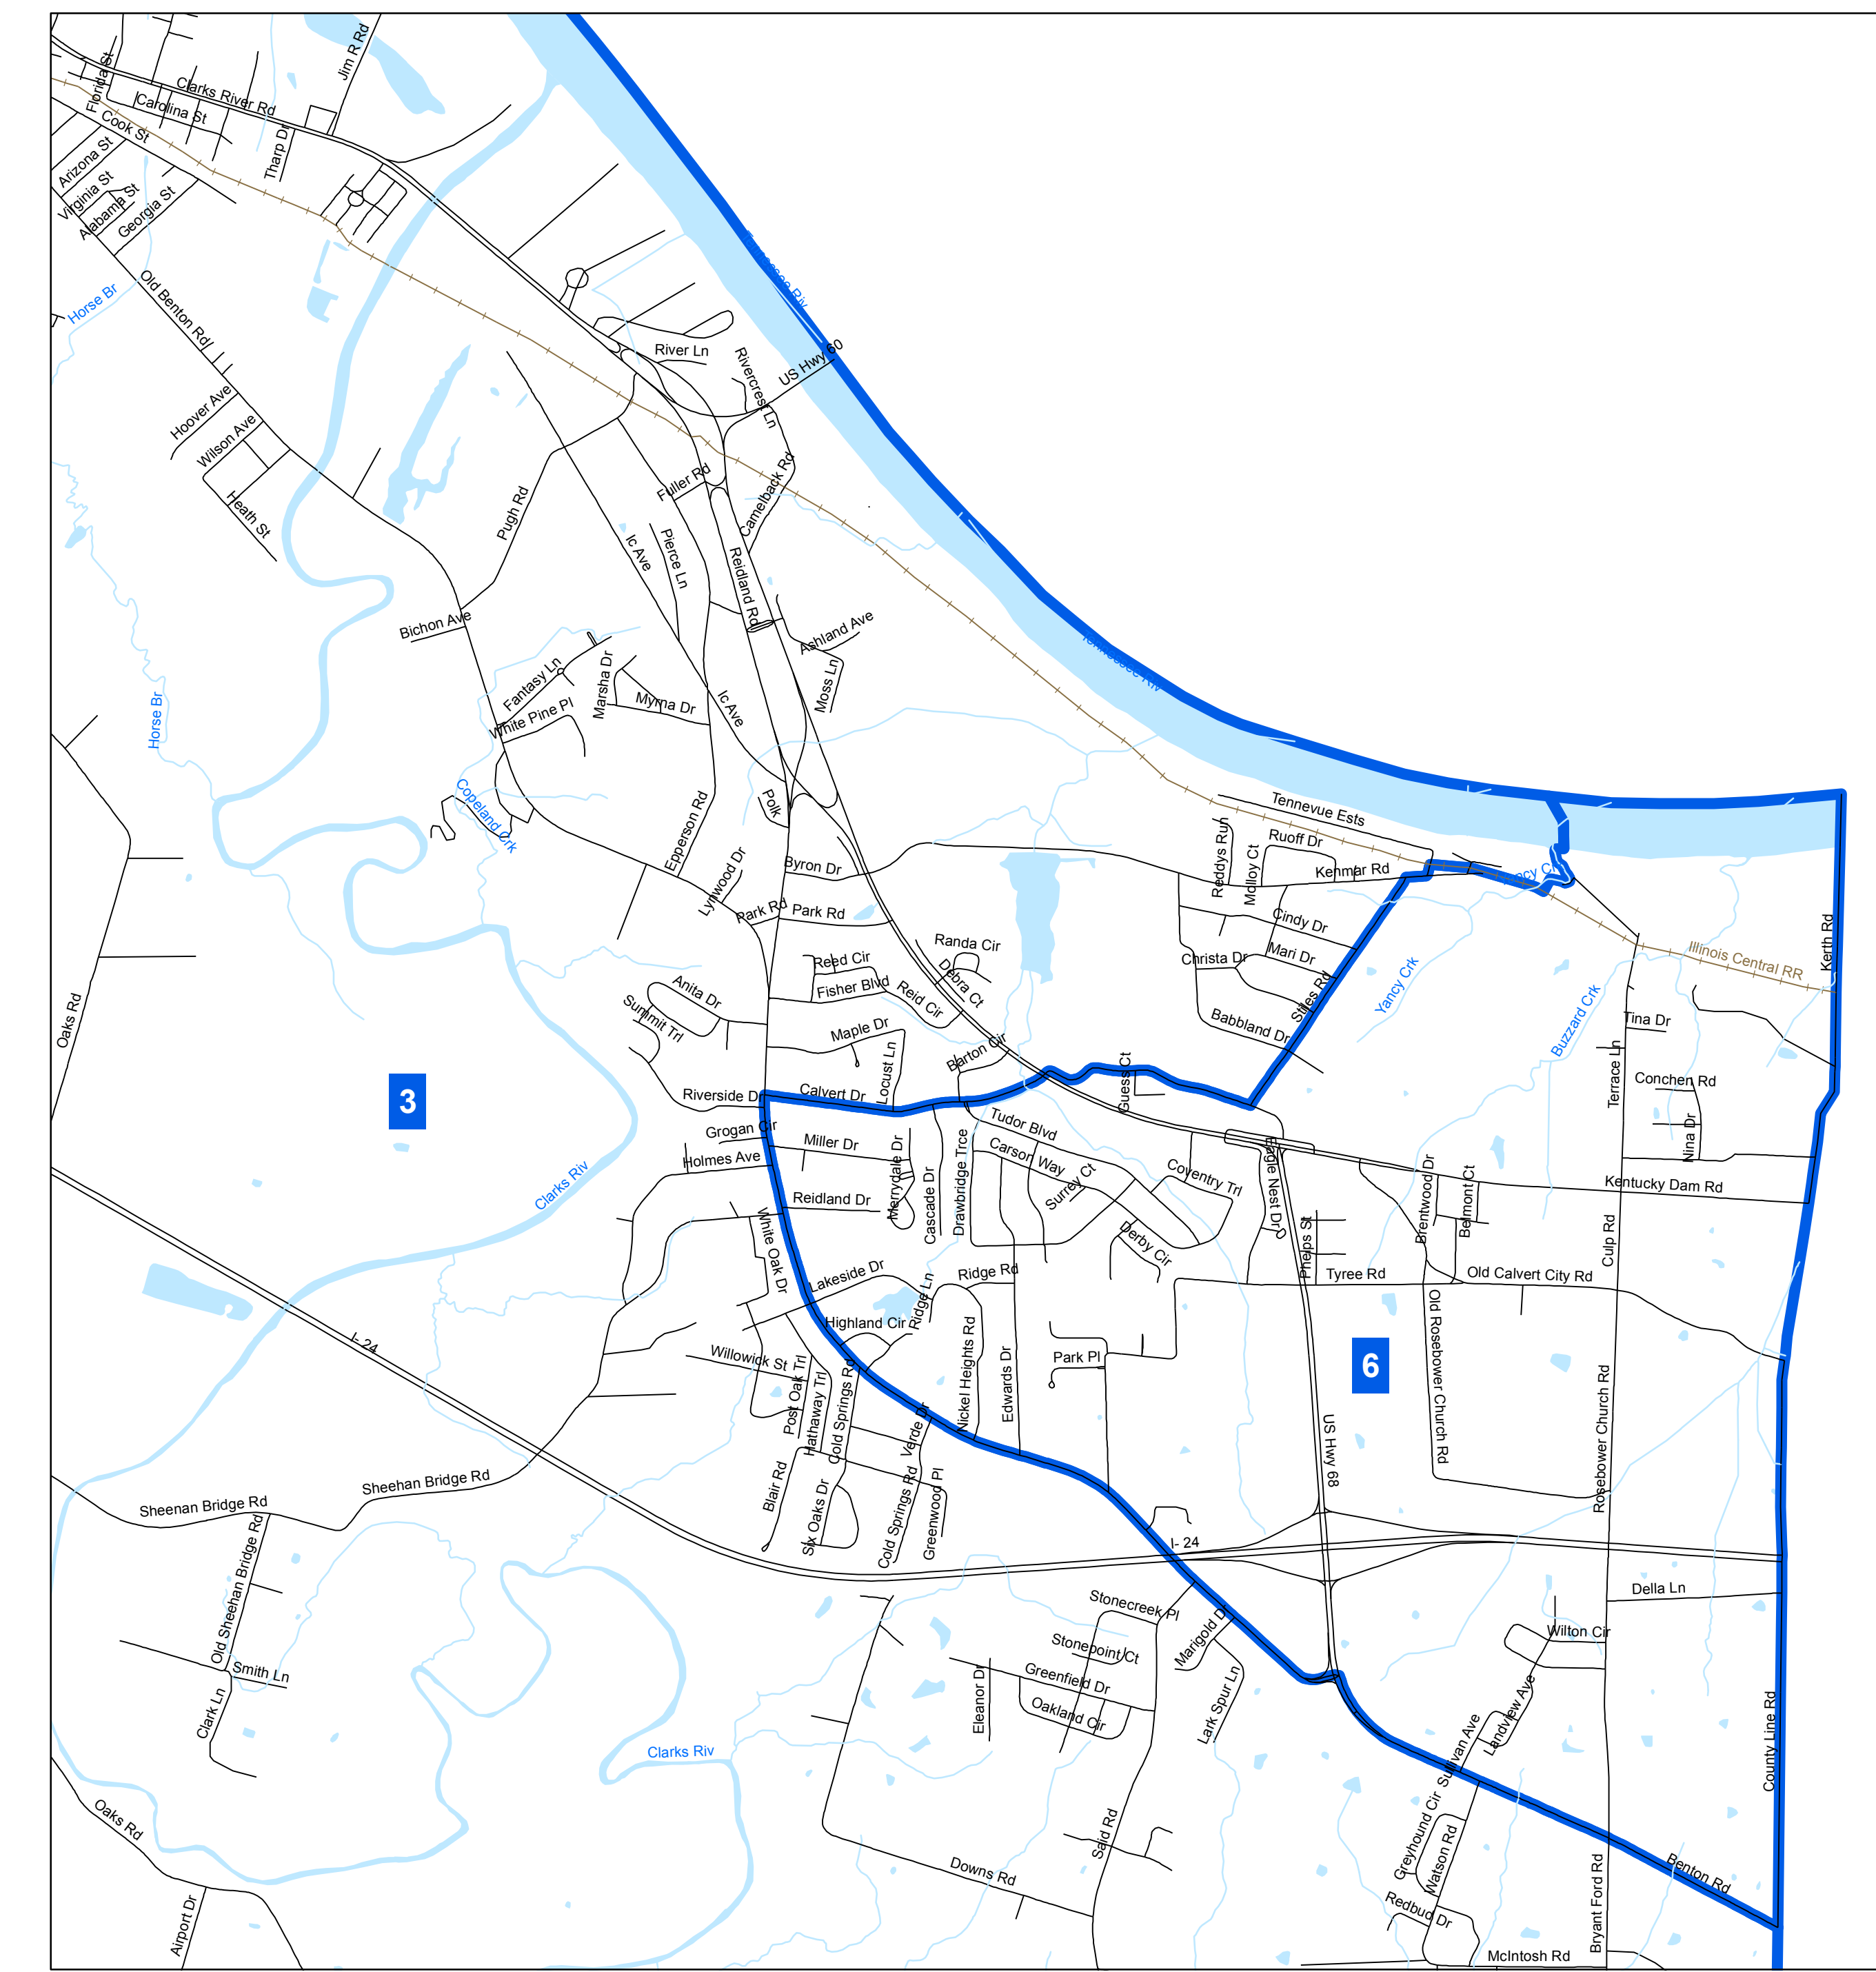 Jim R Rd
Florida St
Clarks River Rd
Carolina St
Cook St
Tharp Dr
Arizona St
Virginia St
Alabama St
Georgia St
Horse Br
Old Benton Rd
Tennessee Riv
US Hwy 60
River Ln
Rivercrest Ln
Hoover Ave
Wilson Ave
Heath St
Pugh Rd
Fuller Rd
Camelback Rd
Ic Ave
Pierce Ln
Reidland Rd
Bichon Ave
Ashland Ave
Moss Ln
Fantasy Ln
Marsha Dr
White Pine Pl
Myrna Dr
Ic Ave
Horse Br
Tennessee Riv
Copeland Crk
Polk
Epperson Rd
Tennevue Ests
Reddys Run
Ruoff Dr
Molloy Ct
Kenmar Rd
Yancy Crk
Byron Dr
Lynwood Dr
Park Rd
Park Rd
Cindy Dr
Mari Dr
Christa Dr
Stiles Rd
Babbland Dr
Yancy Crk
Buzzard Crk
Illinois Central RR
Kerth Rd
Randa Cir
Debra Ct
Reed Cir
Fisher Blvd
Reid Cir
Anita Dr
Summit Trl
Maple Dr
Locust Ln
Barton Cir
Oaks Rd
Tina Dr
Terrace Ln
Conchen Rd
Nina Dr
3
Riverside Dr
Calvert Dr
Guess Ct
Grogan Cir
Miller Dr
Holmes Ave
Merrydale Dr
Cascade Dr
Drawbridge Trce
Tudor Blvd
Carson Way
Surrey Ct
Coventry Trl
Eagle Nest Dr
Derby Cir
Clarks Riv
Reidland Dr
White Oak Dr
Kentucky Dam Rd
Brentwood Dr
Belmont Ct
Culp Rd
Phelps St
Tyree Rd
Old Calvert City Rd
Lakeside Dr
Ridge Ln
Ridge Rd
Highland Cir
I- 24
Willowick St
Post Oak Trl
Hathaway Trl
Cold Springs Rd
Nickel Heights Rd
Edwards Dr
Park Pl
6
Old Rosebower Church Rd
Rosebower Church Rd
US Hwy 68
Verde Dr
Blair Rd
Six Oaks Dr
Cold Springs Rd
Greenwood Pl
Sheehan Bridge Rd
Sheenan Bridge Rd
Old Sheehan Bridge Rd
I- 24
Smith Ln
Clark Ln
Clarks Riv
Stonecreek Pl
Stonepoint Ct
Marigold Dr
Greenfield Dr
Eleanor Dr
Oakland Cir
Lark Spur Ln
Della Ln
Wilton Cir
Landview Ave
Sullivan Ave
County Line Rd
Greyhound Cir
Watson Rd
Redbud Dr
Benton Rd
Bryant Ford Rd
McIntosh Rd
Said Rd
Downs Rd
Oaks Rd
Airport Dr